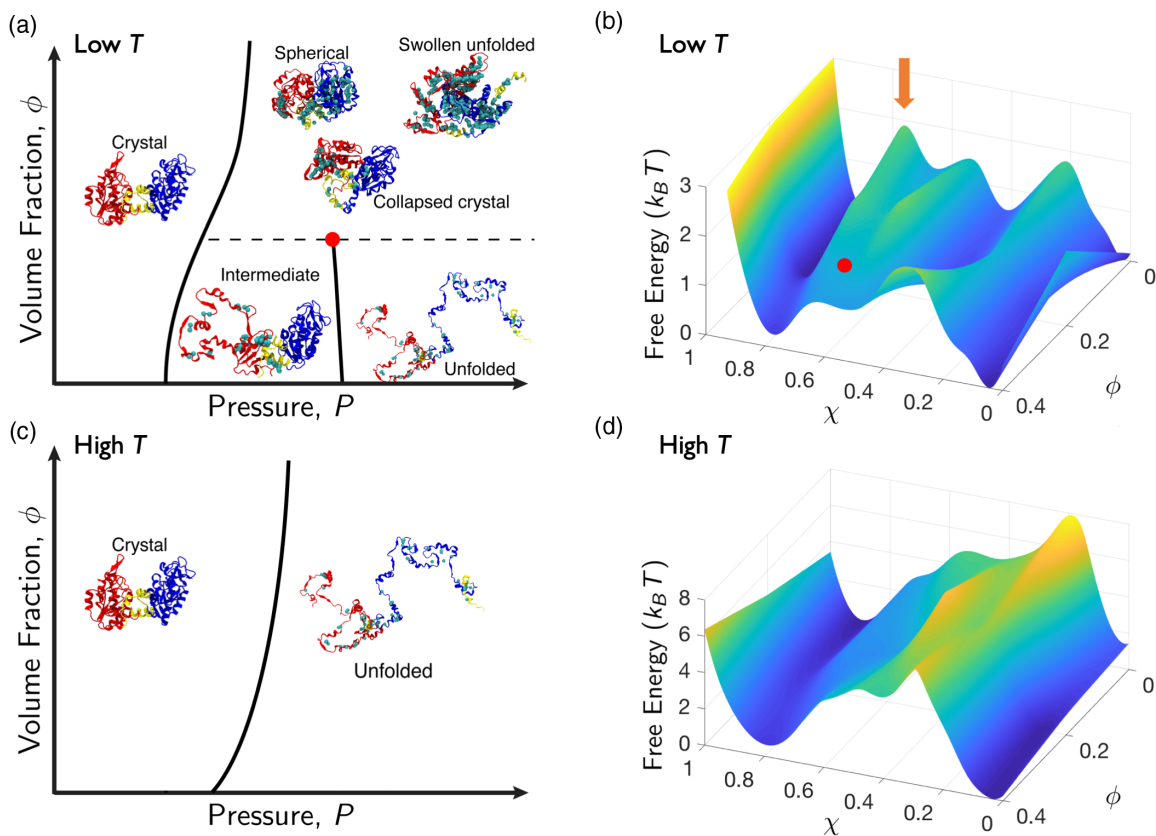 (a)
Low T
Volume Fraction, ϕ
Crystal
Spherical
Swollen unfolded
Collapsed crystal
Intermediate
Unfolded
Pressure, P
(b)
Low T
Free Energy (k_B T)
3
2
1
0
1
0.8
0.6
0.4
0.2
0
χ
0.4
0.2
0
ϕ
(c)
High T
Volume Fraction, ϕ
Crystal
Unfolded
Pressure, P
(d)
High T
Free Energy (k_B T)
8
6
4
2
0
1
0.8
0.6
0.4
0.2
0
χ
0.4
0.2
0
ϕ